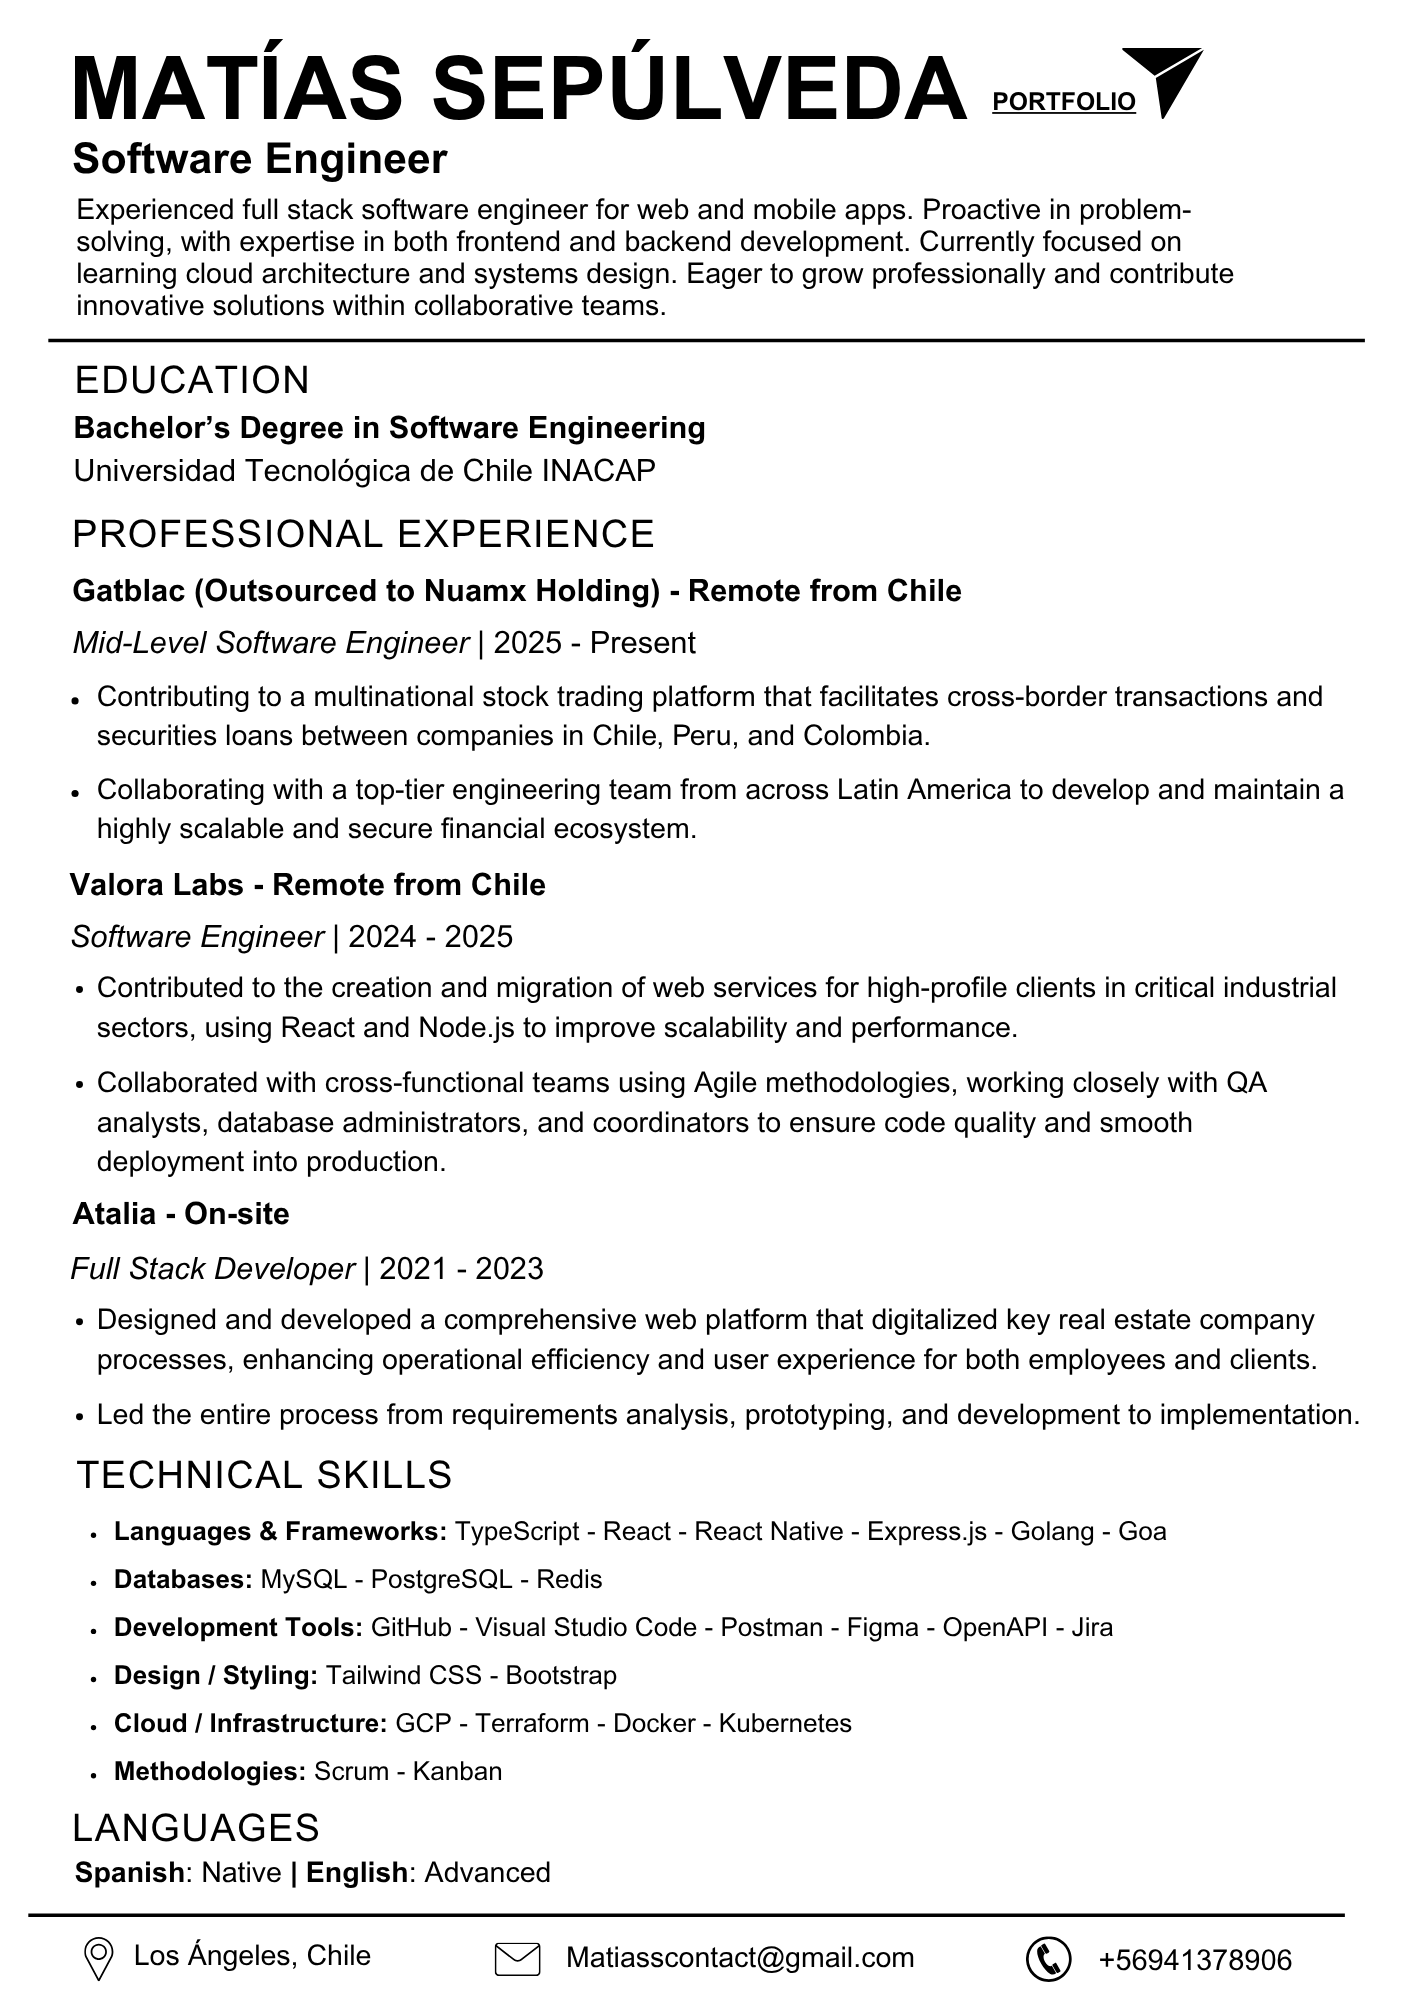 MATÍAS SEPÚLVEDA PORTFOLIO
Software Engineer
Experienced full stack software engineer for web and mobile apps. Proactive in problem-
solving, with expertise in both frontend and backend development. Currently focused on
learning cloud architecture and systems design. Eager to grow professionally and contribute
innovative solutions within collaborative teams.
EDUCATION
Bachelor’s Degree in Software Engineering
Universidad Tecnológica de Chile INACAP
PROFESSIONAL EXPERIENCE
Gatblac (Outsourced to Nuamx Holding) - Remote from Chile
Mid-Level Software Engineer | 2025 - Present
• Contributing to a multinational stock trading platform that facilitates cross-border transactions and
securities loans between companies in Chile, Peru, and Colombia.
• Collaborating with a top-tier engineering team from across Latin America to develop and maintain a
highly scalable and secure financial ecosystem.
Valora Labs - Remote from Chile
Software Engineer | 2024 - 2025
• Contributed to the creation and migration of web services for high-profile clients in critical industrial
sectors, using React and Node.js to improve scalability and performance.
• Collaborated with cross-functional teams using Agile methodologies, working closely with QA
analysts, database administrators, and coordinators to ensure code quality and smooth
deployment into production.
Atalia - On-site
Full Stack Developer | 2021 - 2023
• Designed and developed a comprehensive web platform that digitalized key real estate company
processes, enhancing operational efficiency and user experience for both employees and clients.
• Led the entire process from requirements analysis, prototyping, and development to implementation.
TECHNICAL SKILLS
• Languages & Frameworks: TypeScript - React - React Native - Express.js - Golang - Goa
• Databases: MySQL - PostgreSQL - Redis
• Development Tools: GitHub - Visual Studio Code - Postman - Figma - OpenAPI - Jira
• Design / Styling: Tailwind CSS - Bootstrap
• Cloud / Infrastructure: GCP - Terraform - Docker - Kubernetes
• Methodologies: Scrum - Kanban
LANGUAGES
Spanish: Native | English: Advanced
Los Ángeles, Chile Matiasscontact@gmail.com +56941378906